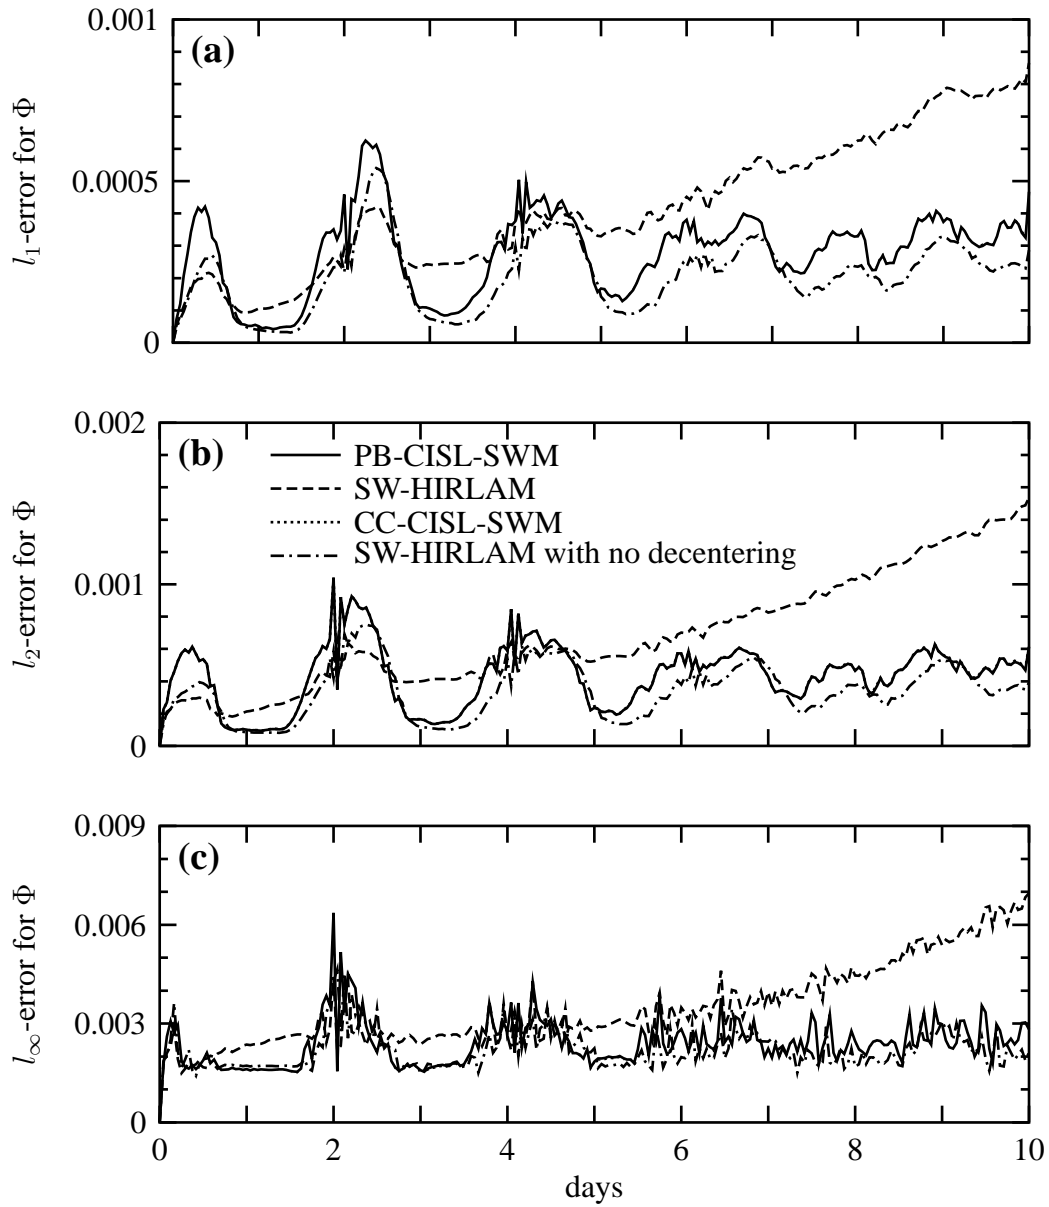 0.001
(a)
0.0005
0
l₁-error for Φ
0.002
(b)
PB-CISL-SWM
SW-HIRLAM
CC-CISL-SWM
SW-HIRLAM with no decentering
0.001
0
l₂-error for Φ
0.009
(c)
0.006
0.003
0
l∞-error for Φ
0 2 4 6 8 10
days